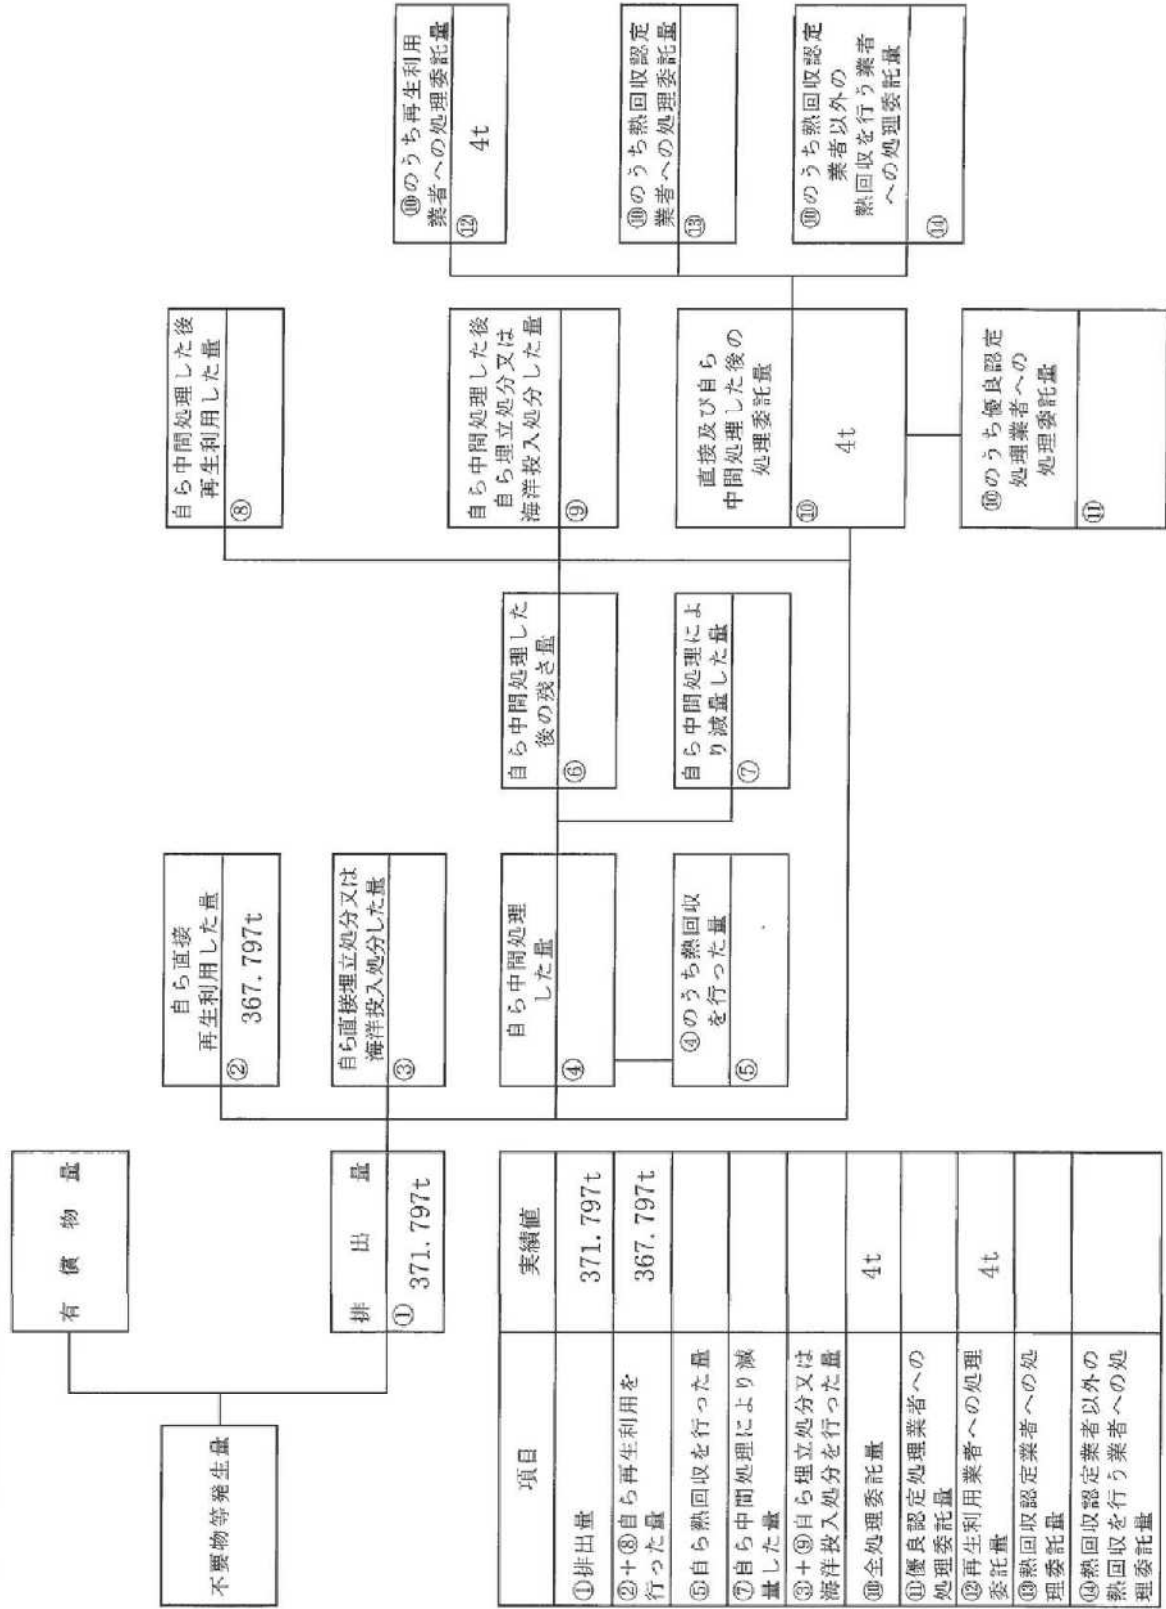 不要物等発生量
有償物量
排出量
① 371.797t
自ら直接
再生利用した量
②
367.797t
自ら直接埋立処分又は
海洋投入処分した量
③
自ら中間処理
した量
④
④のうち熱回収
を行った量
⑤
自ら中間処理した
後の残さ量
⑥
自ら中間処理によ
り減量した量
⑦
自ら中間処理した後
再生利用した量
⑧
自ら中間処理した後
自ら埋立処分又は
海洋投入処分した量
⑨
直接及び自ら
中間処理した後の
処理委託量
⑩
4t
⑩のうち優良認定
処理業者への
処理委託量
⑪
⑩のうち再生利用
業者への処理委託量
⑫
4t
⑩のうち熱回収認定
業者への処理委託量
⑬
⑩のうち熱回収認定
業者以外の
熱回収を行う業者
への処理委託量
⑭
項目 実績値
①排出量 371.797t
②+⑧自ら再生利用を
行った量 367.797t
⑤自ら熱回収を行った量
⑦自ら中間処理により減
量した量
③+⑨自ら埋立処分又は
海洋投入処分を行った量
⑩全処理委託量 4t
⑪優良認定処理業者への
処理委託量
⑫再生利用業者への処理
委託量 4t
⑬熱回収認定業者への処
理委託量
⑭熱回収認定業者以外の
熱回収を行う業者への処
理委託量